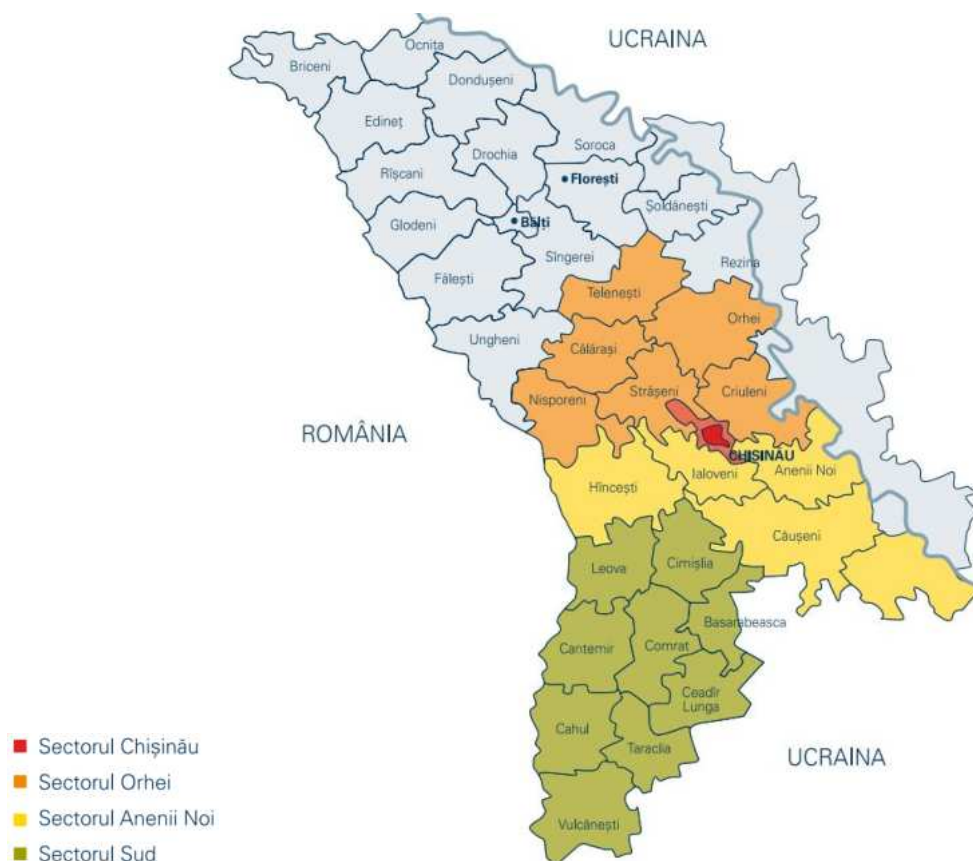 UCRAINA
Ocnița
Briceni
Dondușeni
Edineț
Soroca
Drochia
Rîșcani
Florești
Șoldănești
Glodeni
Bălți
Sîngerei
Rezina
Fălești
Telenești
Orhei
Ungheni
Călărași
Strășeni
Criuleni
Nisporeni
ROMÂNIA
CHIȘINĂU
Ialoveni
Anenii Noi
Hîncești
Căușeni
Leova
Cimișlia
Basarabeasca
Cantemir
Comrat
Ceadîr
Lunga
Cahul
Taraclia
UCRAINA
Vulcănești
Sectorul Chișinău
Sectorul Orhei
Sectorul Anenii Noi
Sectorul Sud